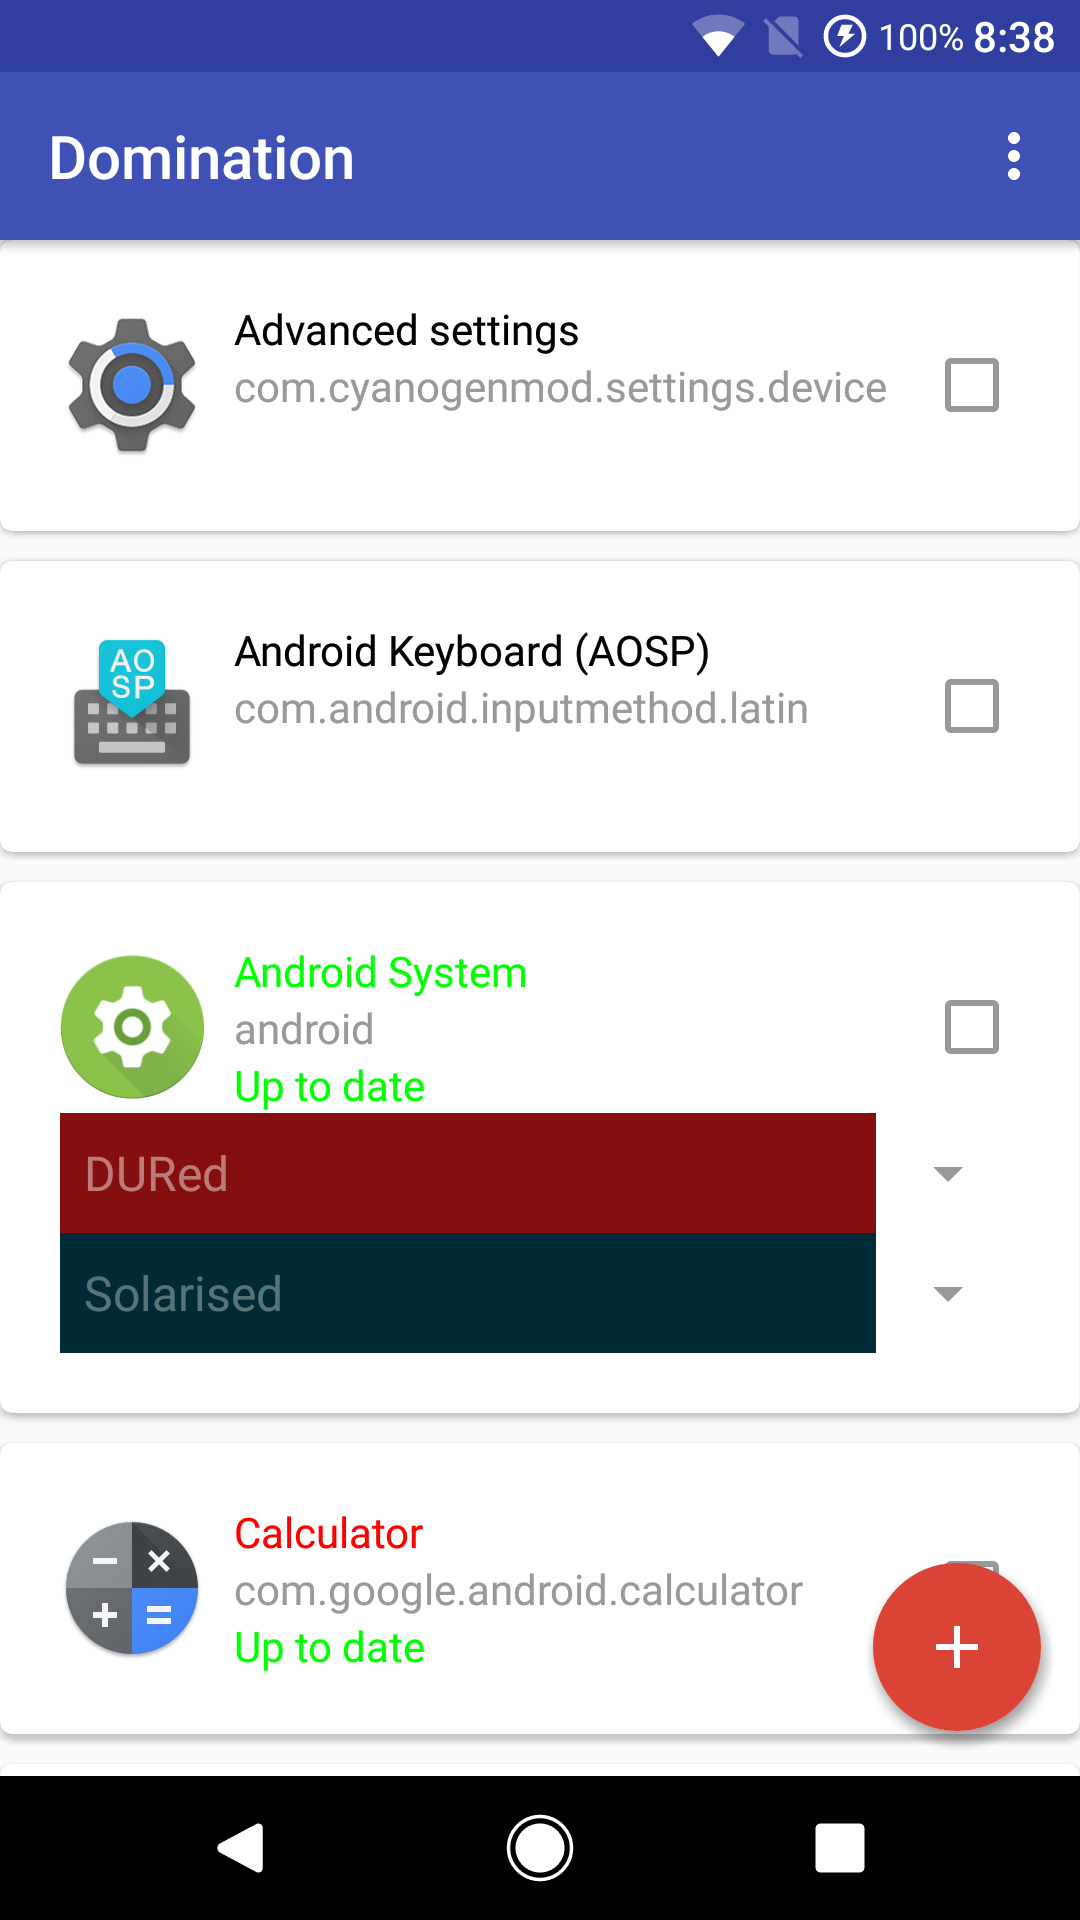 100% 8:38
Domination
Advanced settings
com.cyanogenmod.settings.device
AO
SP
Android Keyboard (AOSP)
com.android.inputmethod.latin
Android System
android
Up to date
DURed
Solarised
Calculator
com.google.android.calculator
Up to date